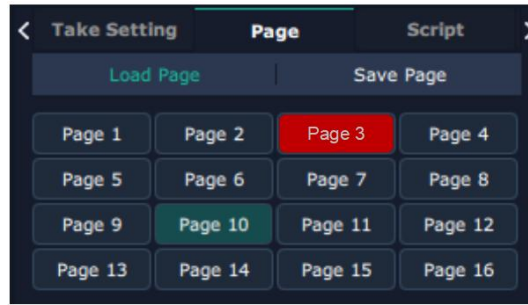 Take Setting Page Script
Load Page Save Page
Page 1 Page 2 Page 3 Page 4
Page 5 Page 6 Page 7 Page 8
Page 9 Page 10 Page 11 Page 12
Page 13 Page 14 Page 15 Page 16